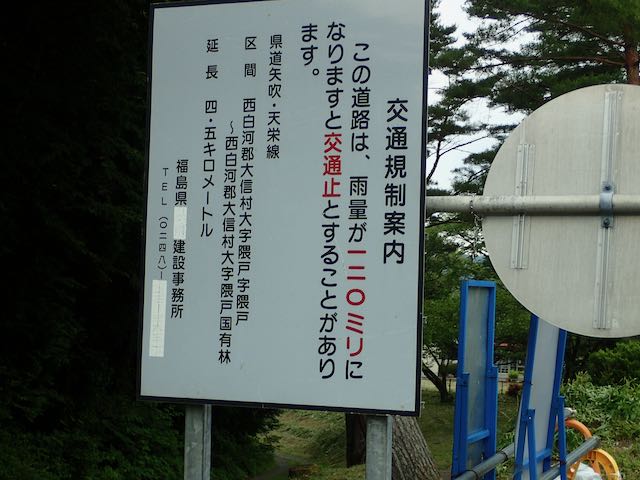 交通規制案内
この道路は、雨量が一二〇ミリに
なりますと交通止とすることがあり
ます。
県道矢吹・天栄線
区間 西白河郡大信村大字隈戸字隈戸
〜西白河郡大信村大字隈戸国有林
延長 四・五キロメートル
福島県 建設事務所
TEL(〇二四八)ー